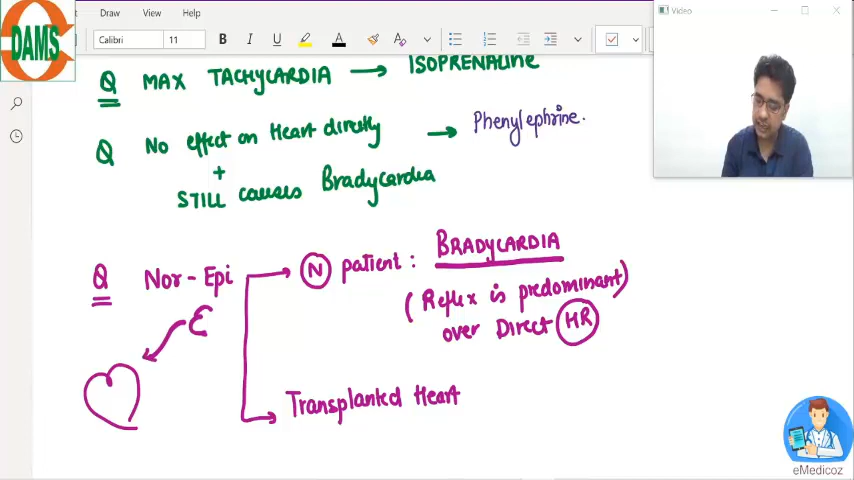 DAMS
Draw
View
Help
Calibri
11
B
I
U
A
Video
Q MAX TACHYCARDIA → ISOPRENALINE
Q No effect on Heart directly → Phenylephrine.
+
STILL causes Bradycardia
Q Nor-Epi → N patient : BRADYCARDIA
(Reflex is predominant)
over Direct HR
ε
Transplanted Heart
eMedicoz